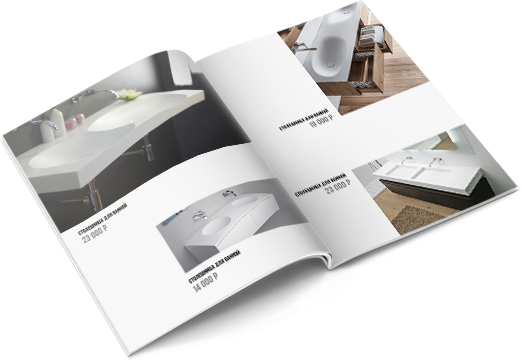 СТОЛЕШНИЦА ДЛЯ ВАННОЙ
23 000 Р
СТОЛЕШНИЦА ДЛЯ ВАННОЙ
14 000 Р
СТОЛЕШНИЦА ДЛЯ ВАННОЙ
19 000 Р
СТОЛЕШНИЦА ДЛЯ ВАННОЙ
23 000 Р